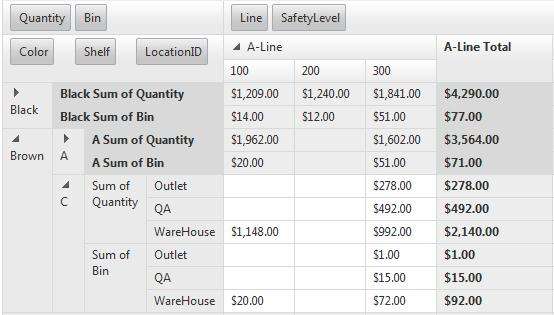 Quantity Bin Line SafetyLevel
Color Shelf LocationID A-Line A-Line Total
100 200 300
Black Black Sum of Quantity $1,209.00 $1,240.00 $1,841.00 $4,290.00
Black Sum of Bin $14.00 $12.00 $51.00 $77.00
Brown A A Sum of Quantity $1,962.00 $1,602.00 $3,564.00
A Sum of Bin $20.00 $51.00 $71.00
C Sum of Quantity Outlet $278.00 $278.00
QA $492.00 $492.00
WareHouse $1,148.00 $992.00 $2,140.00
Sum of Bin Outlet $1.00 $1.00
QA $15.00 $15.00
WareHouse $20.00 $72.00 $92.00